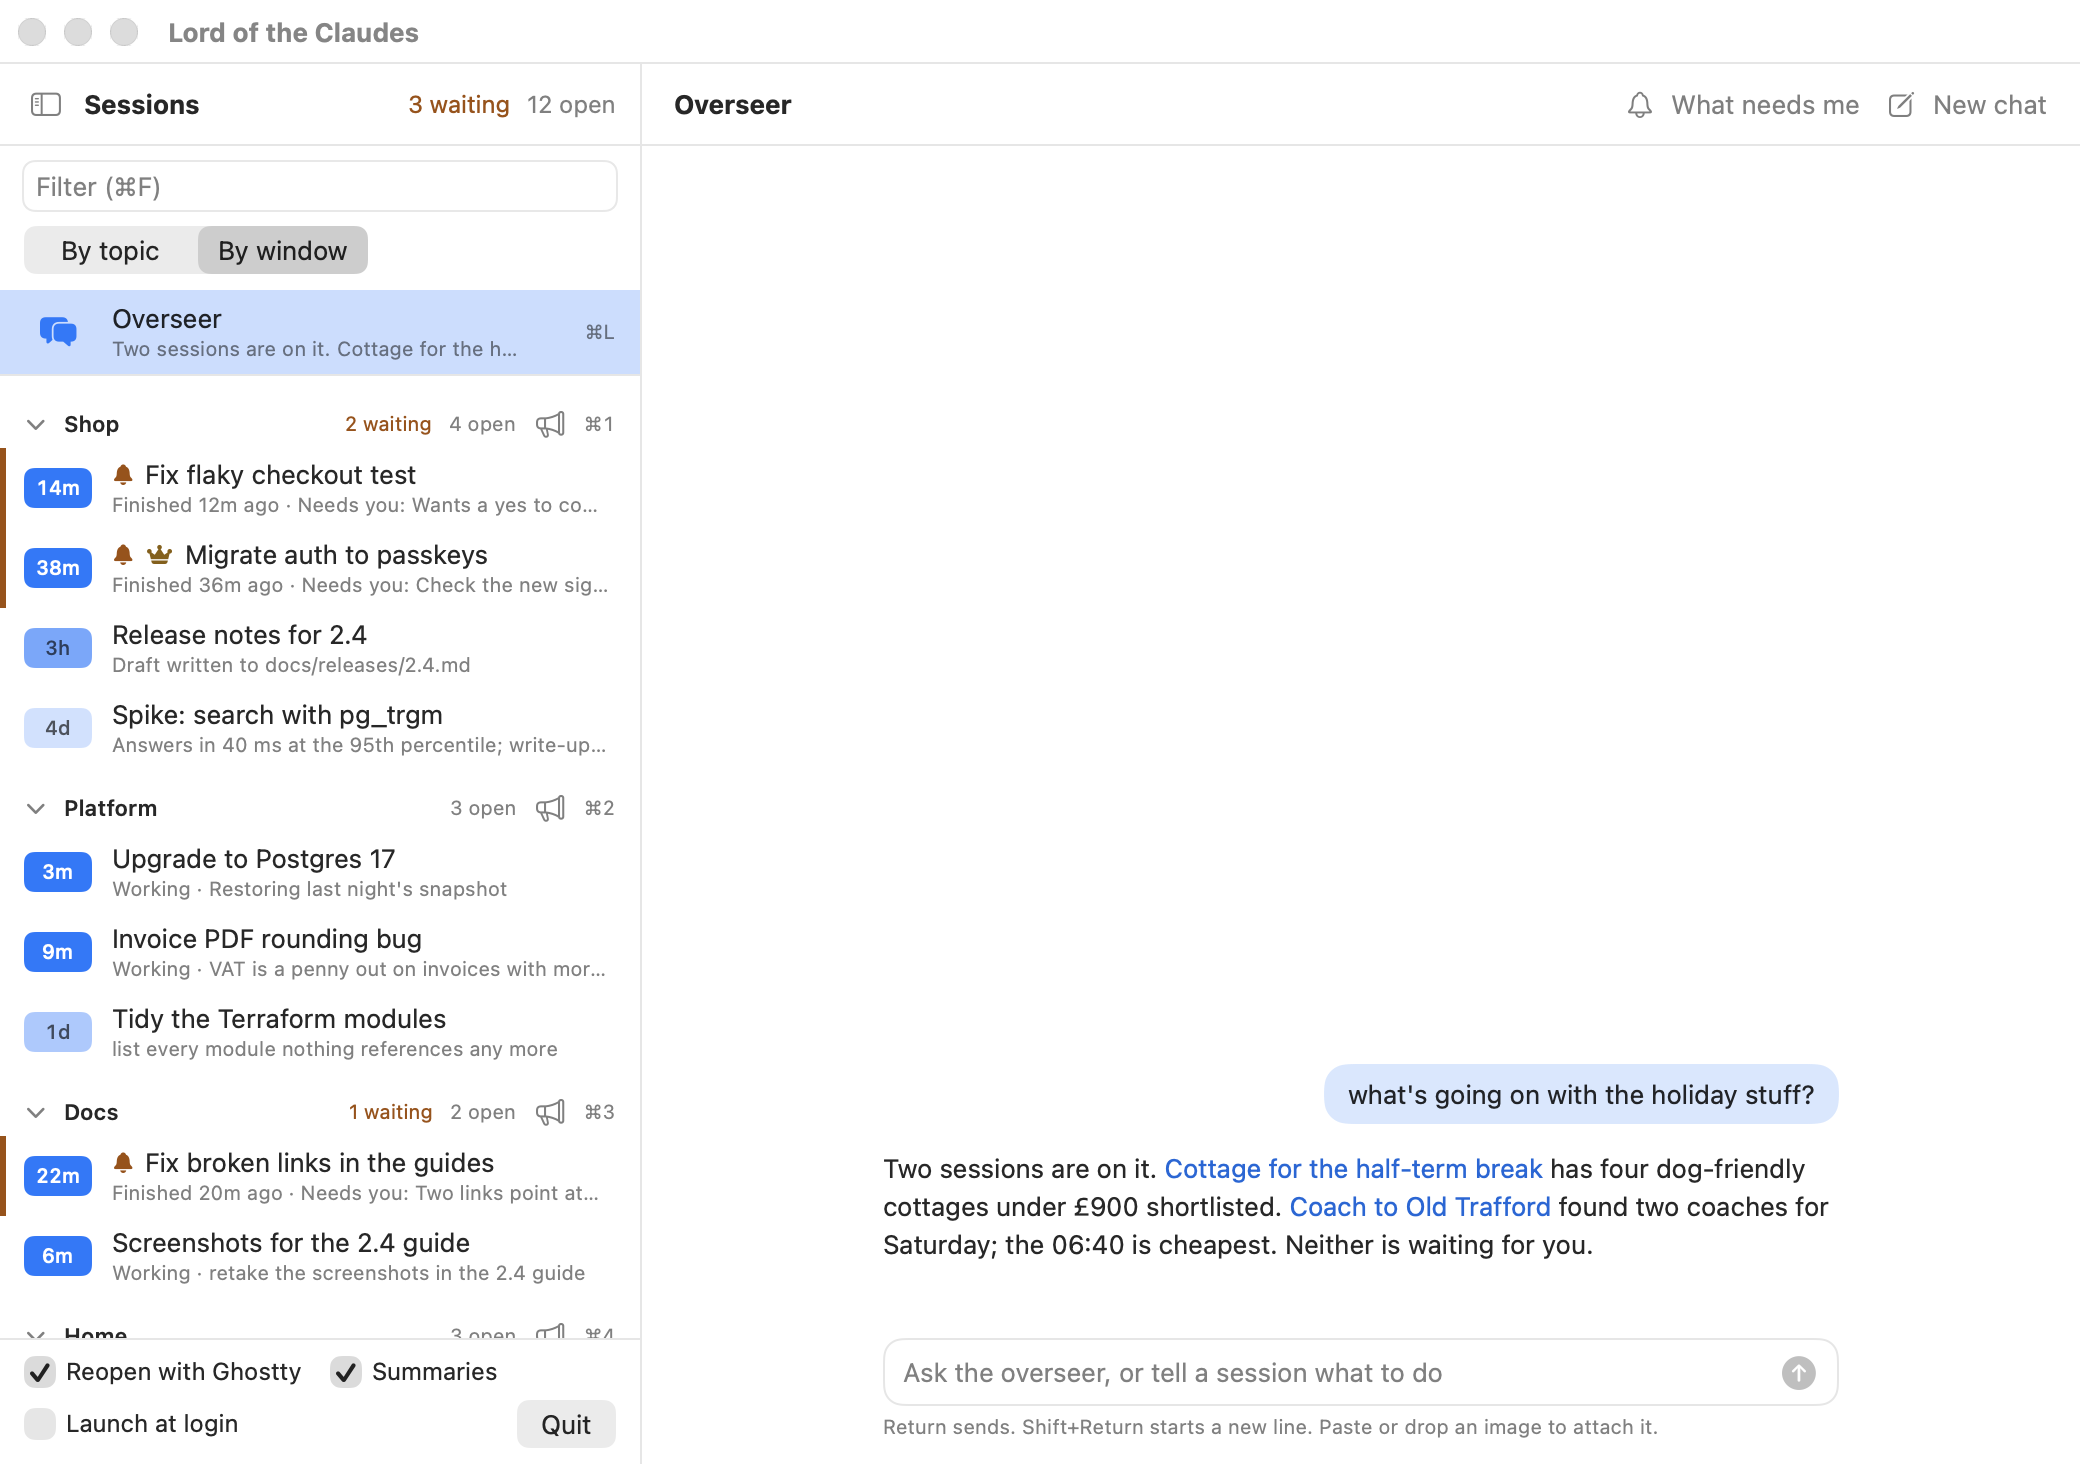 Lord of the Claudes
Sessions 3 waiting 12 open
Filter (⌘F)
By topic By window
Overseer ⌘L
Two sessions are on it. Cottage for the h...
Shop 2 waiting 4 open ⌘1
14m Fix flaky checkout test
Finished 12m ago · Needs you: Wants a yes to co...
38m Migrate auth to passkeys
Finished 36m ago · Needs you: Check the new sig...
3h Release notes for 2.4
Draft written to docs/releases/2.4.md
4d Spike: search with pg_trgm
Answers in 40 ms at the 95th percentile; write-up...
Platform 3 open ⌘2
3m Upgrade to Postgres 17
Working · Restoring last night's snapshot
9m Invoice PDF rounding bug
Working · VAT is a penny out on invoices with mor...
1d Tidy the Terraform modules
list every module nothing references any more
Docs 1 waiting 2 open ⌘3
22m Fix broken links in the guides
Finished 20m ago · Needs you: Two links point at...
6m Screenshots for the 2.4 guide
Working · retake the screenshots in the 2.4 guide
Home 3 open ⌘4
Reopen with Ghostty Summaries
Launch at login Quit
Overseer What needs me New chat
what's going on with the holiday stuff?
Two sessions are on it. Cottage for the half-term break has four dog-friendly
cottages under £900 shortlisted. Coach to Old Trafford found two coaches for
Saturday; the 06:40 is cheapest. Neither is waiting for you.
Ask the overseer, or tell a session what to do
Return sends. Shift+Return starts a new line. Paste or drop an image to attach it.